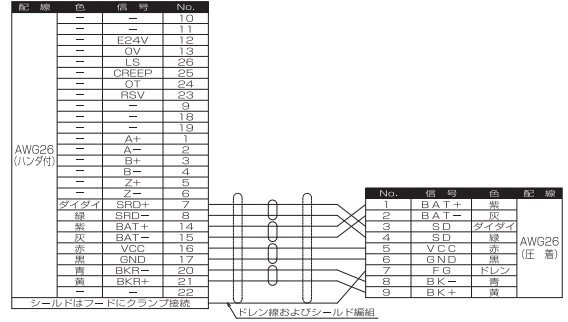 配 線 色 信 号 No.
— — 10
— — 11
— E24V 12
— 0V 13
— LS 26
— CREEP 25
— OT 24
— RSV 23
— — 9
— — 18
— — 19
— A+ 1
AWG26 — A− 2
(ハンダ付) — B+ 3
— B− 4
— Z+ 5
— Z− 6
ダイダイ SRD+ 7
緑 SRD− 8
紫 BAT+ 14
灰 BAT− 15
赤 VCC 16
黒 GND 17
青 BKR− 20
黄 BKR+ 21
— — 22
シールドはフードにクランプ接続
No. 信 号 色 配 線
1 BAT+ 紫
2 BAT− 灰
3 SD ダイダイ
4 SD 緑
AWG26
5 VCC 赤
(圧 着)
6 GND 黒
7 FG ドレン
8 BK− 青
9 BK+ 黄
ドレン線およびシールド編組